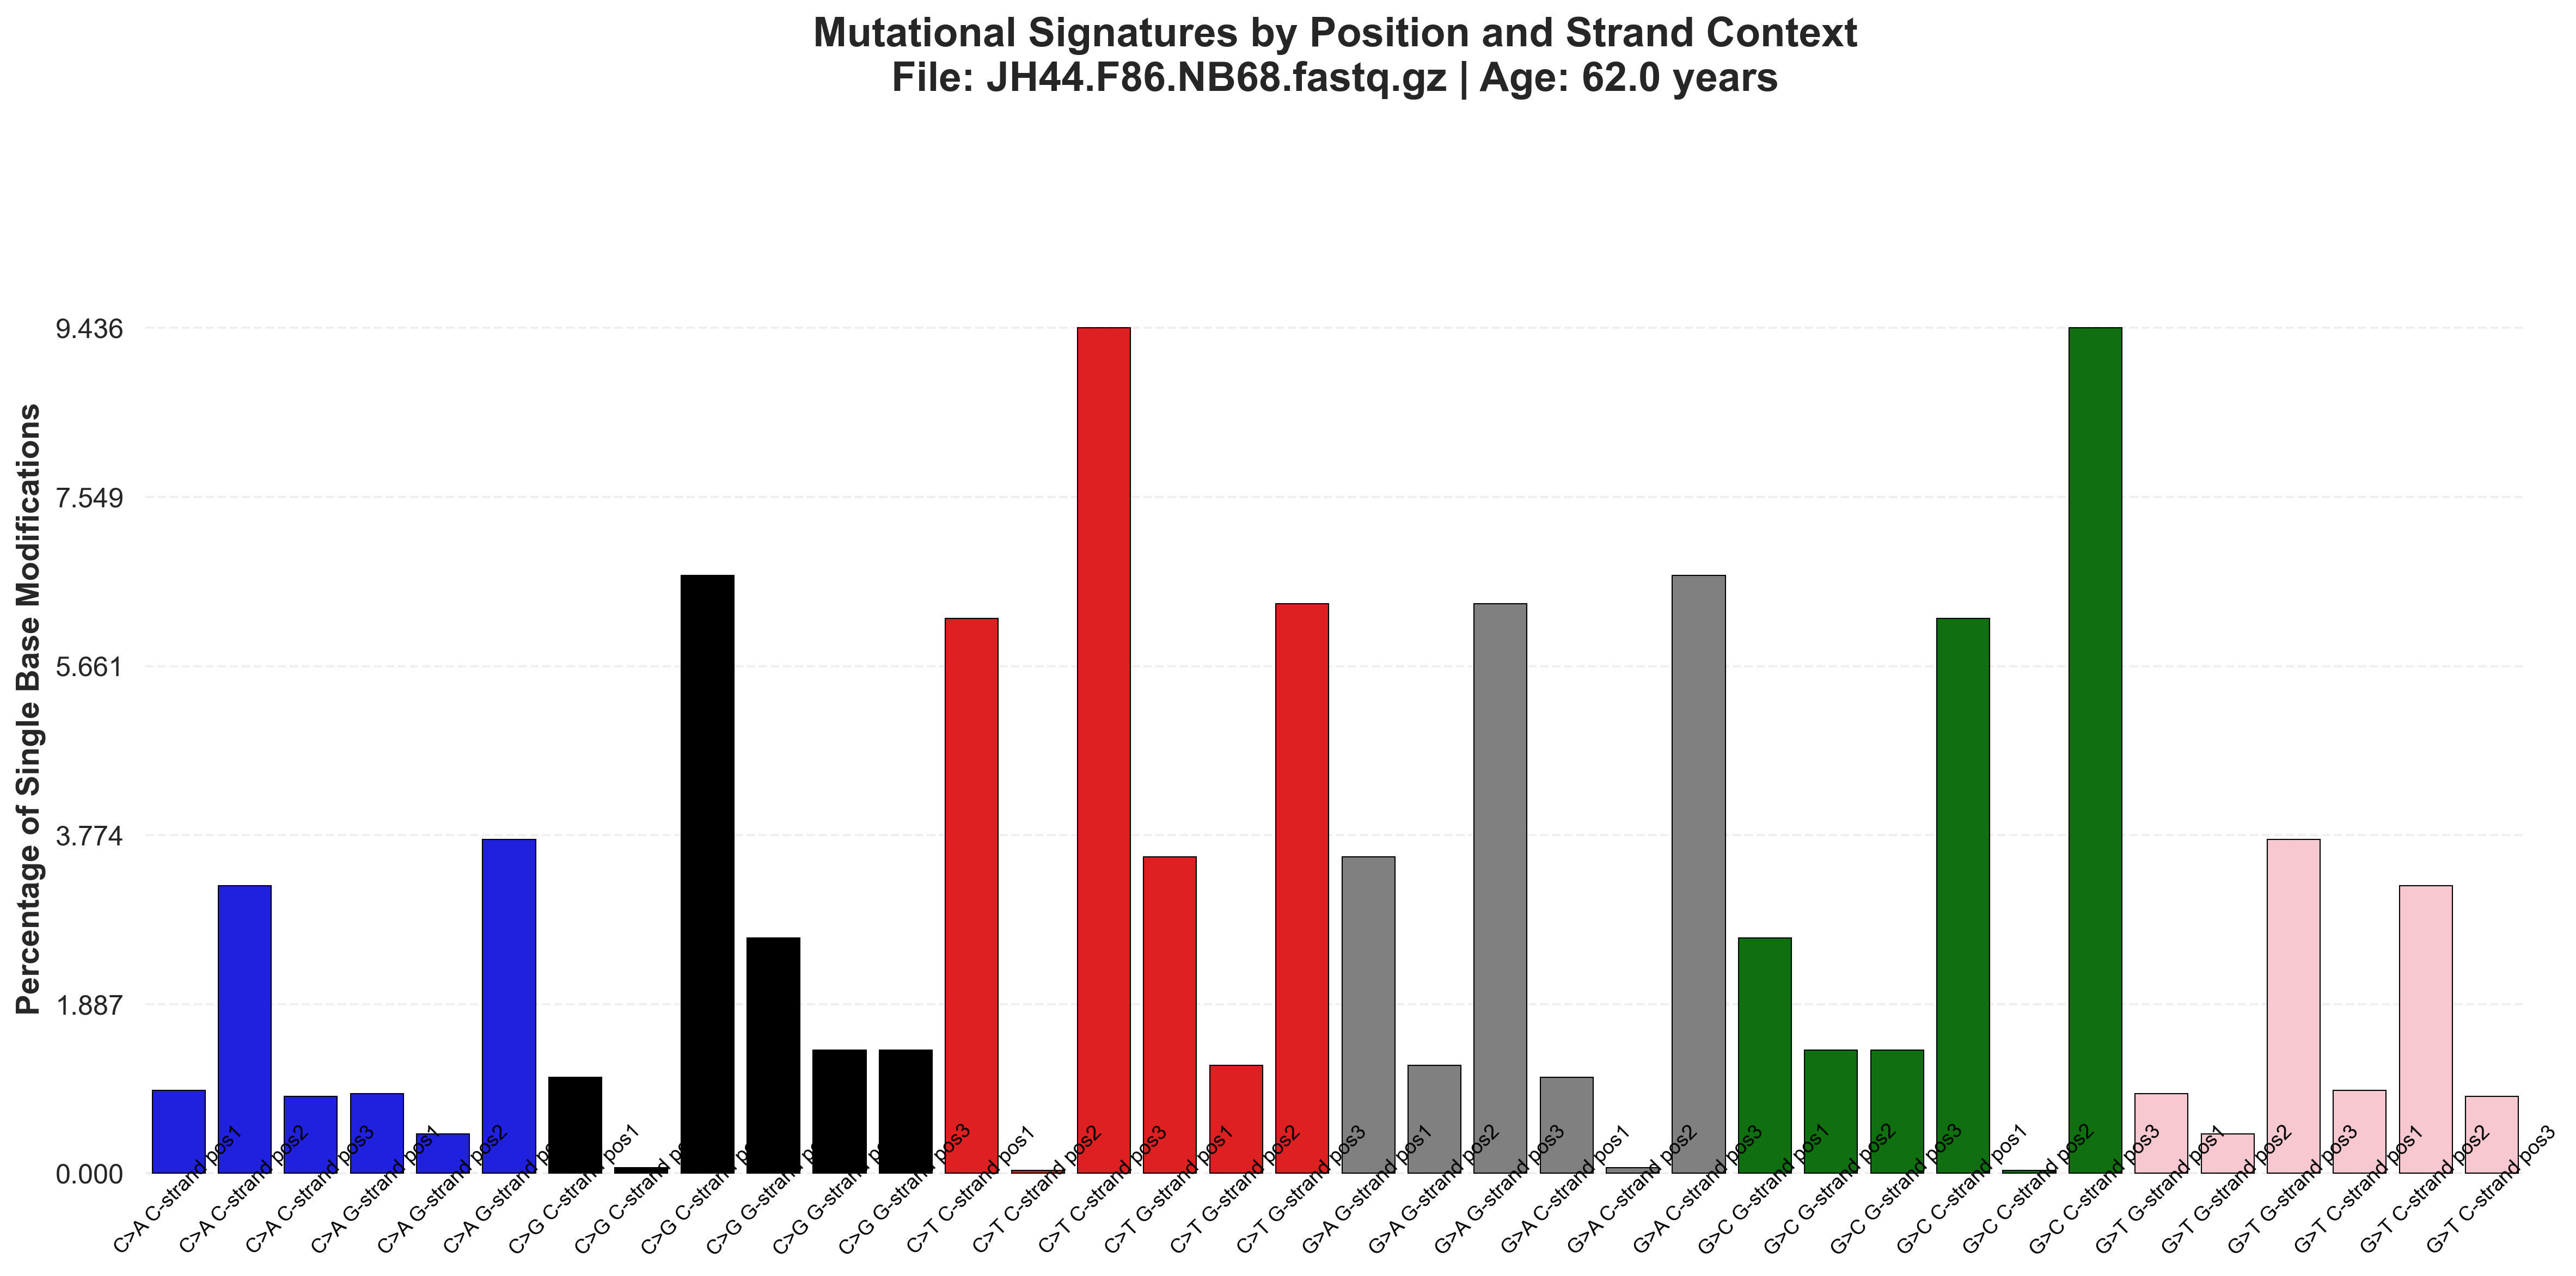 Mutational Signatures by Position and Strand Context
File: JH44.F86.NB68.fastq.gz | Age: 62.0 years
Percentage of Single Base Modifications
9.436
7.549
5.661
3.774
1.887
0.000
C>A C-strand pos1
C>A C-strand pos2
C>A C-strand pos3
C>A G-strand pos1
C>A G-strand pos2
C>A G-strand
C>G C-strand pos1
C>G C-strand
C>G C-strand
C>G G-strand
C>G G-strand
C>G G-strand pos3
C>T C-strand pos1
C>T C-strand pos2
C>T C-strand pos3
C>T G-strand pos1
C>T G-strand pos2
C>T G-strand pos3
G>A G-strand pos1
G>A G-strand pos2
G>A G-strand pos3
G>A C-strand pos1
G>A C-strand pos2
G>A C-strand pos3
G>C G-strand pos1
G>C G-strand pos2
G>C G-strand pos3
G>C C-strand pos1
G>C C-strand pos2
G>C C-strand pos3
G>T G-strand pos1
G>T G-strand pos2
G>T G-strand pos3
G>T C-strand pos1
G>T C-strand pos2
G>T C-strand pos3